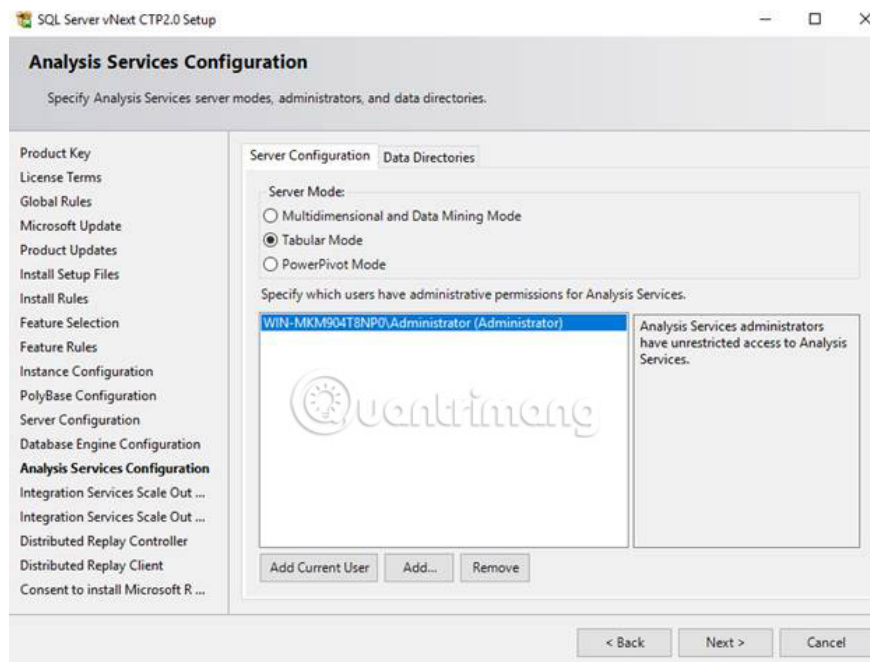 SQL Server vNext CTP2.0 Setup
Analysis Services Configuration
Specify Analysis Services server modes, administrators, and data directories.
Product Key
License Terms
Global Rules
Microsoft Update
Product Updates
Install Setup Files
Install Rules
Feature Selection
Feature Rules
Instance Configuration
PolyBase Configuration
Server Configuration
Database Engine Configuration
Analysis Services Configuration
Integration Services Scale Out ...
Integration Services Scale Out ...
Distributed Replay Controller
Distributed Replay Client
Consent to install Microsoft R ...
Server Configuration
Data Directories
Server Mode:
Multidimensional and Data Mining Mode
Tabular Mode
PowerPivot Mode
Specify which users have administrative permissions for Analysis Services.
WIN-MKM904T8NP0\Administrator (Administrator)
Analysis Services administrators
have unrestricted access to Analysis
Services.
Quantrimang
Add Current User
Add...
Remove
< Back
Next >
Cancel